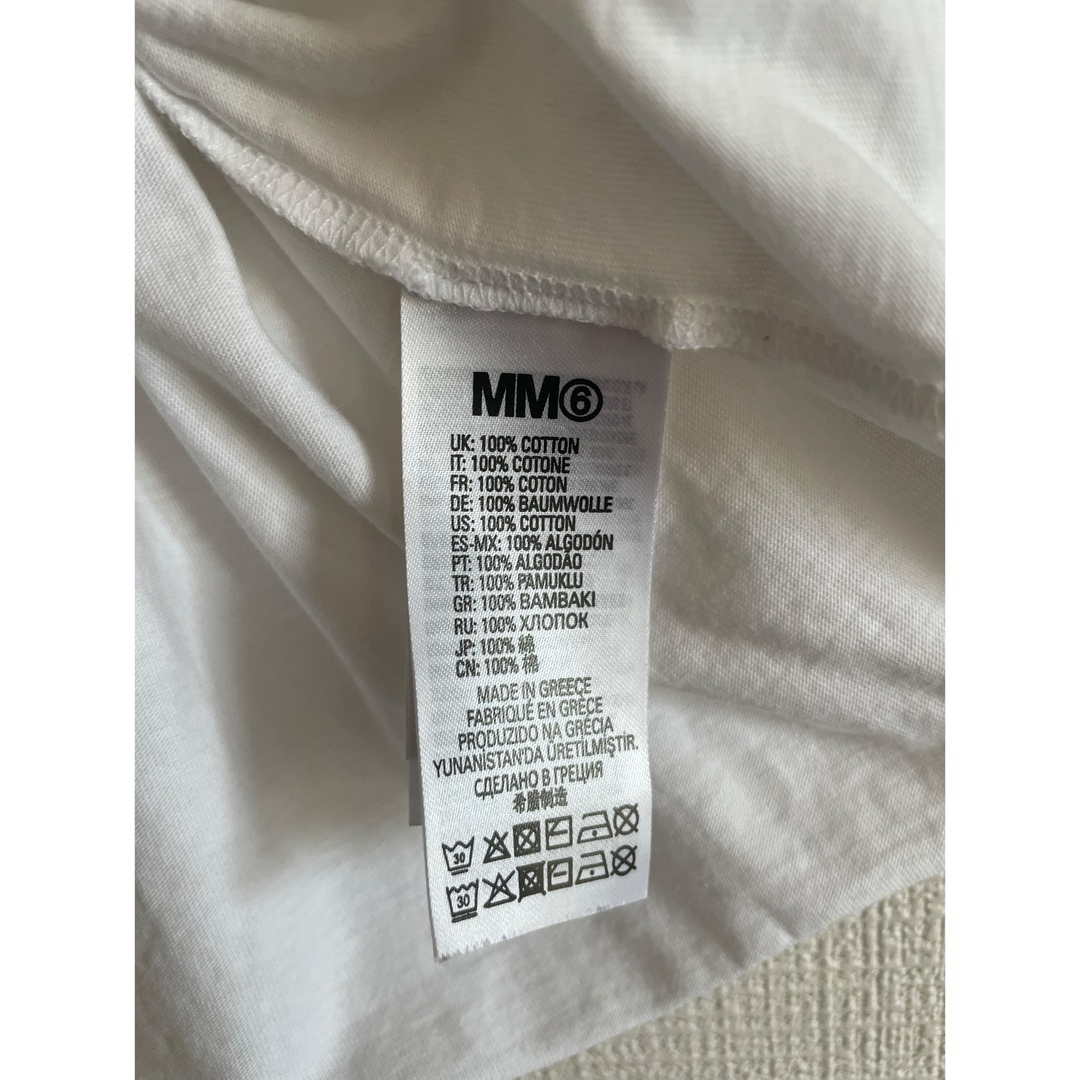 MM⑥
UK: 100% COTTON
IT: 100% COTONE
FR: 100% COTON
DE: 100% BAUMWOLLE
US: 100% COTTON
ES-MX: 100% ALGODÓN
PT: 100% ALGODÃO
TR: 100% PAMUKLU
GR: 100% BAMBAKI
RU: 100% ХЛОПОК
JP: 100% 綿
CN: 100% 棉
MADE IN GREECE
FABRIQUÉ EN GRÈCE
PRODUZIDO NA GRÉCIA
YUNANİSTAN'DA ÜRETİLMİŞTİR.
СДЕЛАНО В ГРЕЦИЯ
希腊制造
30
30